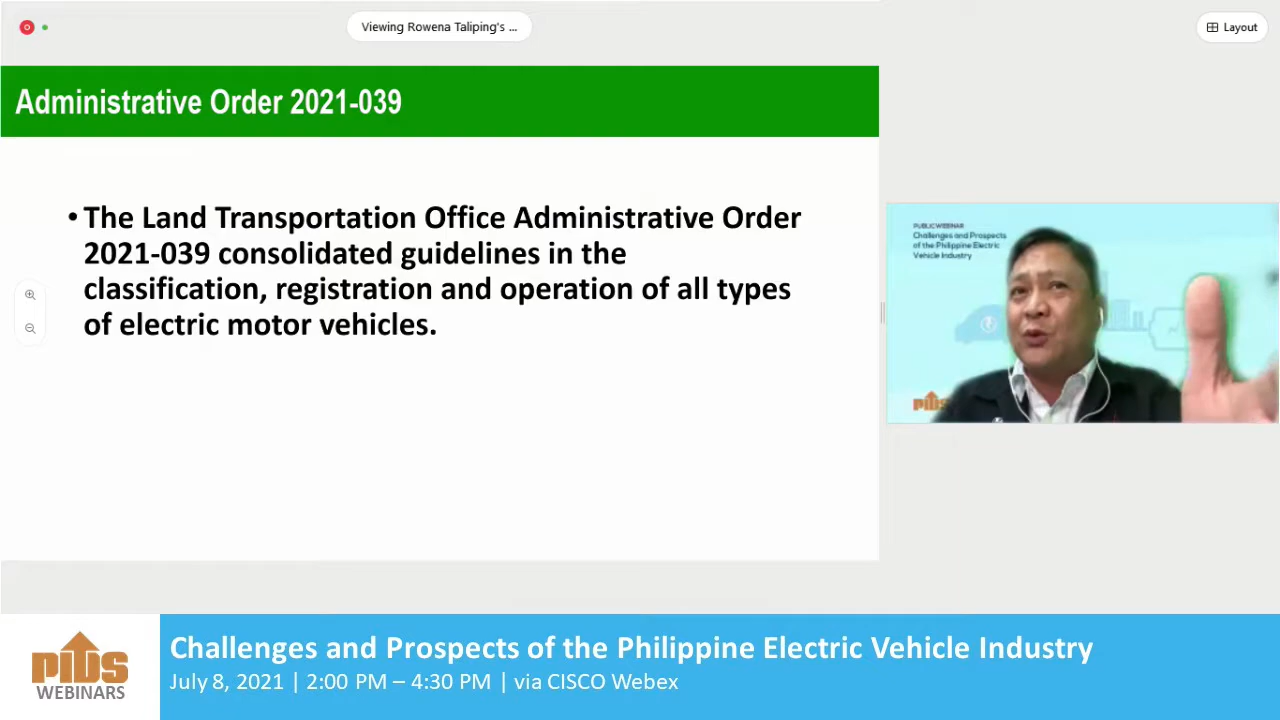 Viewing Rowena Taliping's ...
Layout
Administrative Order 2021-039
• The Land Transportation Office Administrative Order
2021-039 consolidated guidelines in the
classification, registration and operation of all types
of electric motor vehicles.
PUBLIC WEBINAR
Challenges and Prospects
of the Philippine Electric
Vehicle Industry
PIDS
PIDS
WEBINARS
Challenges and Prospects of the Philippine Electric Vehicle Industry
July 8, 2021 | 2:00 PM – 4:30 PM | via CISCO Webex